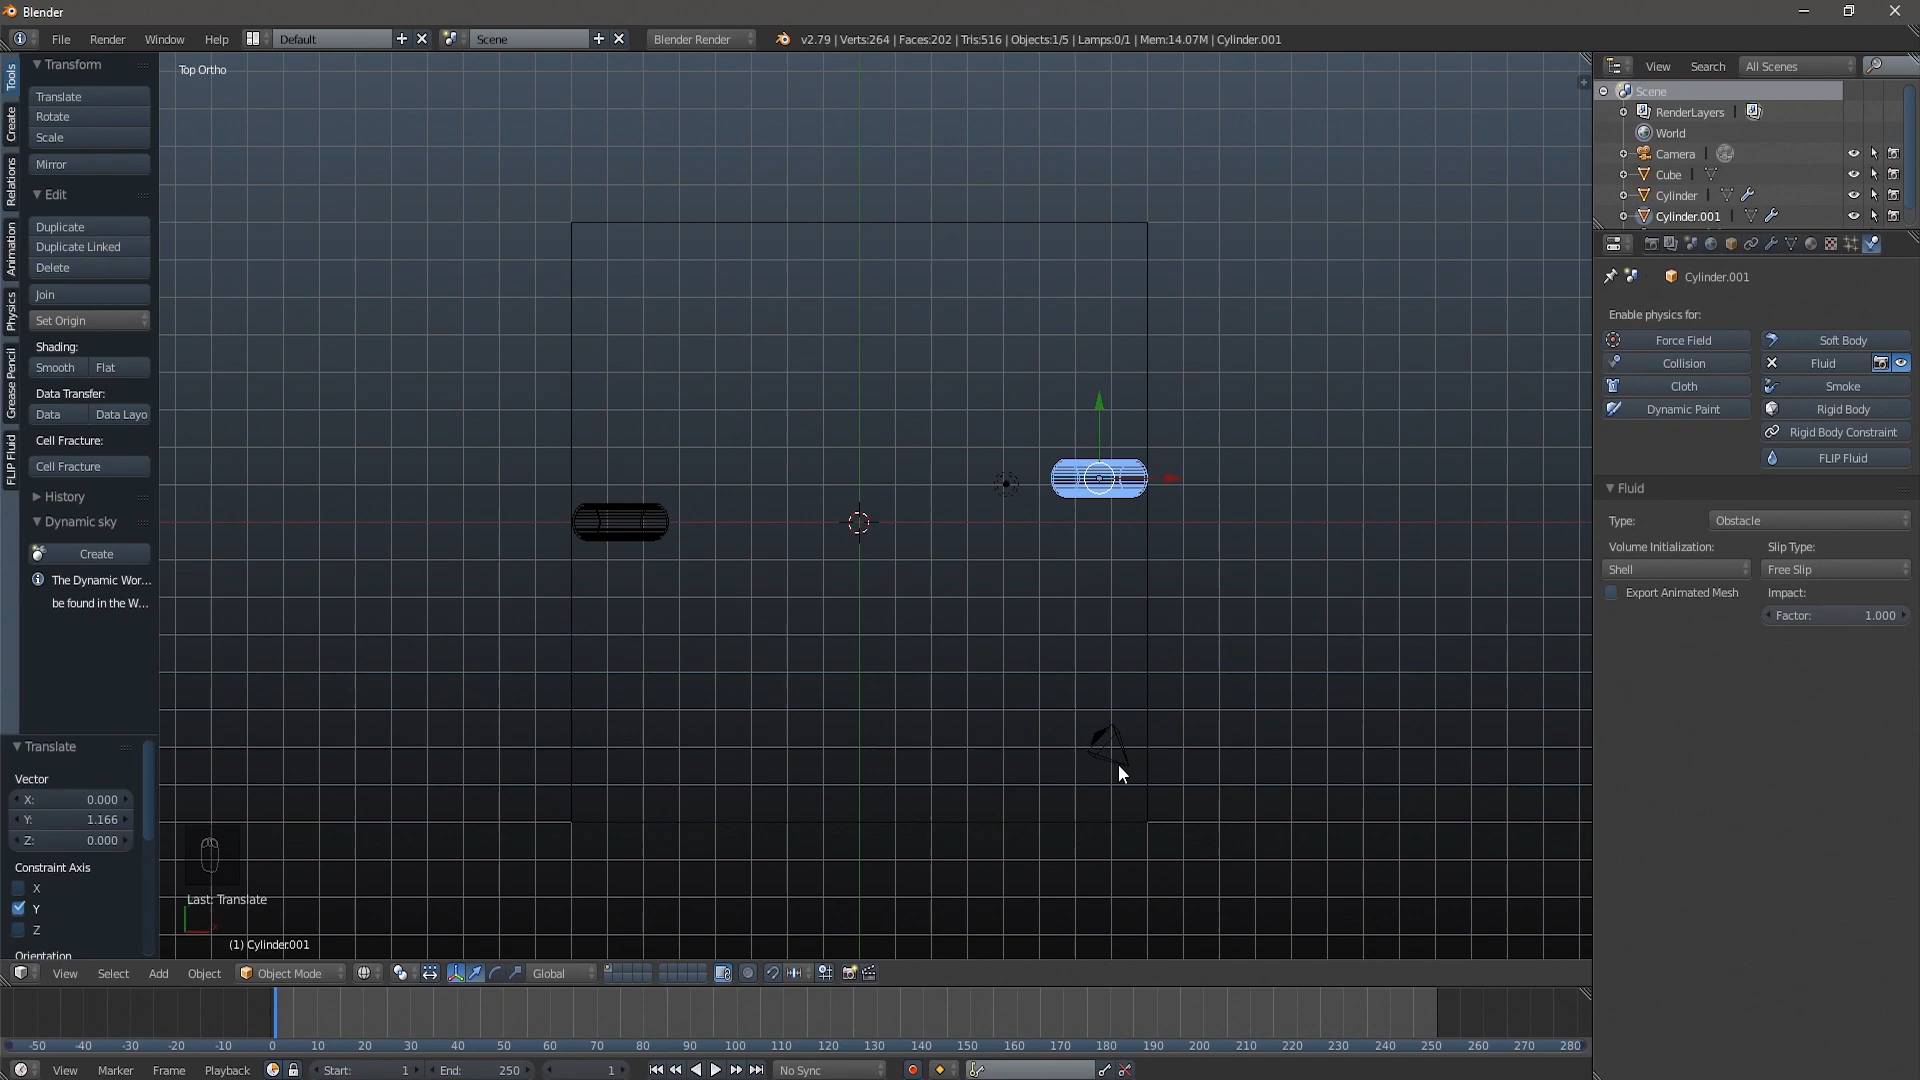 Blender
File Render Window Help Default Scene Blender Render v2.79 | Verts:264 | Faces:202 | Tris:516 | Objects:1/5 | Lamps:0/1 | Mem:14.07M | Cylinder.001
Tools
Create
Relations
Animation
Physics
Grease Pencil
FLIP Fluid
Transform
Translate
Rotate
Scale
Mirror
Edit
Duplicate
Duplicate Linked
Delete
Join
Set Origin
Shading:
Smooth Flat
Data Transfer:
Data Data Layo
Cell Fracture:
Cell Fracture
History
Dynamic sky
Create
The Dynamic Wor...
be found in the W...
Translate
Vector
X: 0.000
Y: 1.166
Z: 0.000
Constraint Axis
X
Y
Z
Orientation
Top Ortho
Last: Translate
(1) Cylinder.001
View Select Add Object Object Mode Global
-50 -40 -30 -20 -10 0 10 20 30 40 50 60 70 80 90 100 110 120 130 140 150 160 170 180 190 200 210 220 230 240 250 260 270 280
View Marker Frame Playback Start: 1 End: 250 1 No Sync
View Search All Scenes
Scene
RenderLayers
World
Camera
Cube
Cylinder
Cylinder.001
Cylinder.001
Enable physics for:
Force Field Soft Body
Collision Fluid
Cloth Smoke
Dynamic Paint Rigid Body
Rigid Body Constraint
FLIP Fluid
Fluid
Type: Obstacle
Volume Initialization: Slip Type:
Shell Free Slip
Export Animated Mesh Impact:
Factor: 1.000